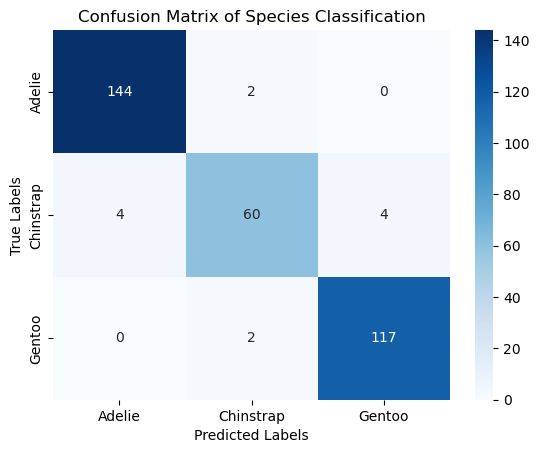 Confusion Matrix of Species Classification
True Labels
Adelie
144
2
0
Chinstrap
4
60
4
Gentoo
0
2
117
Adelie
Chinstrap
Gentoo
Predicted Labels
140
120
100
80
60
40
20
0